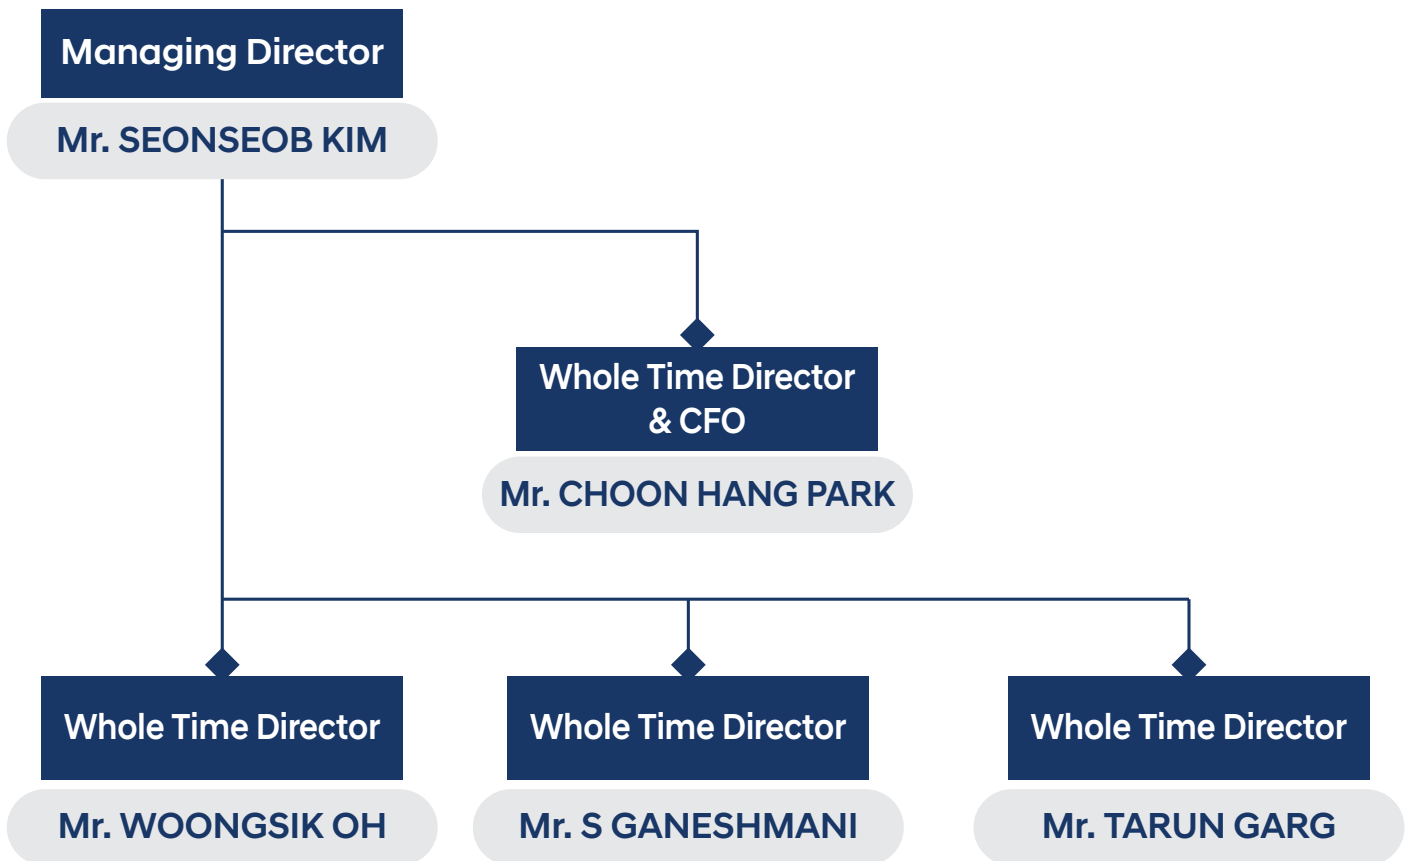 Managing Director
Mr. SEONSEOB KIM
Whole Time Director
& CFO
Mr. CHOON HANG PARK
Whole Time Director
Mr. WOONGSIK OH
Whole Time Director
Mr. S GANESHMANI
Whole Time Director
Mr. TARUN GARG